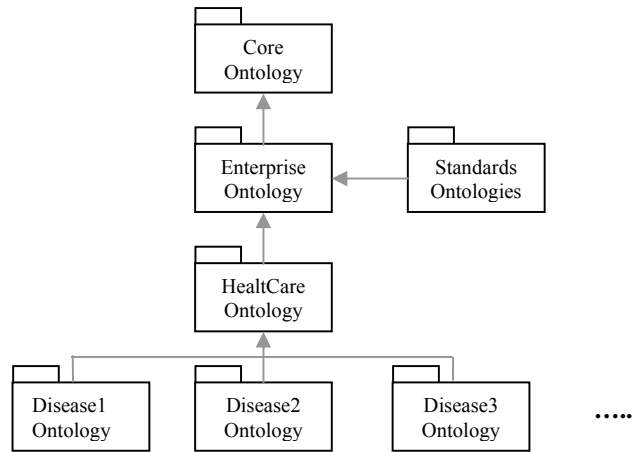 Core
Ontology
Enterprise
Ontology
Standards
Ontologies
HealtCare
Ontology
Disease1
Ontology
Disease2
Ontology
Disease3
Ontology
…..